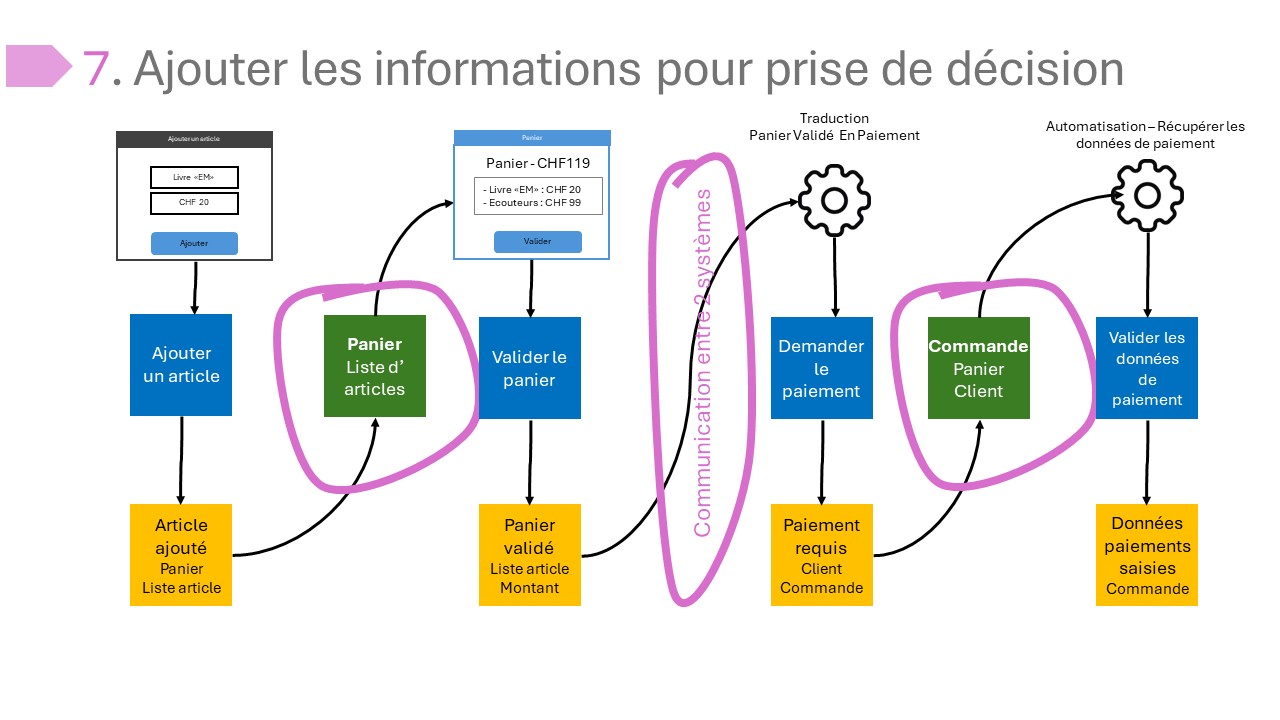 7. Ajouter les informations pour prise de décision
Ajouter un article
Livre «EM»
CHF 20
Ajouter
Panier
Panier - CHF119
- Livre «EM» : CHF 20
- Ecouteurs : CHF 99
Valider
Traduction
Panier Validé En Paiement
Automatisation – Récupérer les
données de paiement
Communication entre 2 systèmes
Ajouter
un article
Panier
Liste d’
articles
Valider le
panier
Demander
le
paiement
Commande
Panier
Client
Valider les
données
de
paiement
Article
ajouté
Panier
Liste article
Panier
validé
Liste article
Montant
Paiement
requis
Client
Commande
Données
paiements
saisies
Commande